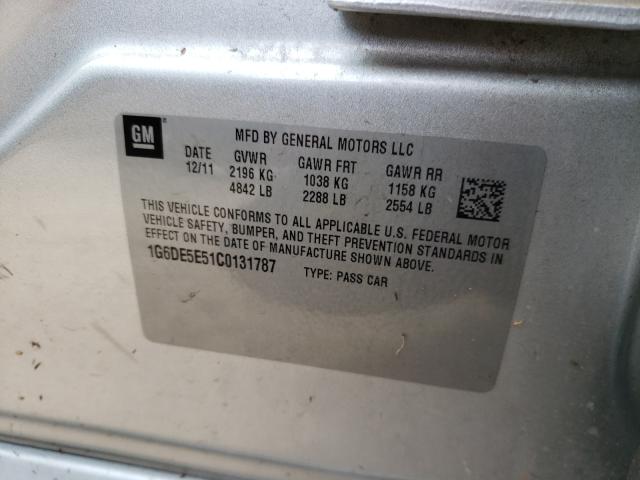 GM ®
MFD BY GENERAL MOTORS LLC
DATE GVWR GAWR FRT GAWR RR
12/11 2196 KG 1038 KG 1158 KG
4842 LB 2288 LB 2554 LB
THIS VEHICLE CONFORMS TO ALL APPLICABLE U.S. FEDERAL MOTOR
VEHICLE SAFETY, BUMPER, AND THEFT PREVENTION STANDARDS IN
EFFECT ON THE DATE OF MANUFACTURE SHOWN ABOVE.
1G6DE5E51C0131787 TYPE: PASS CAR